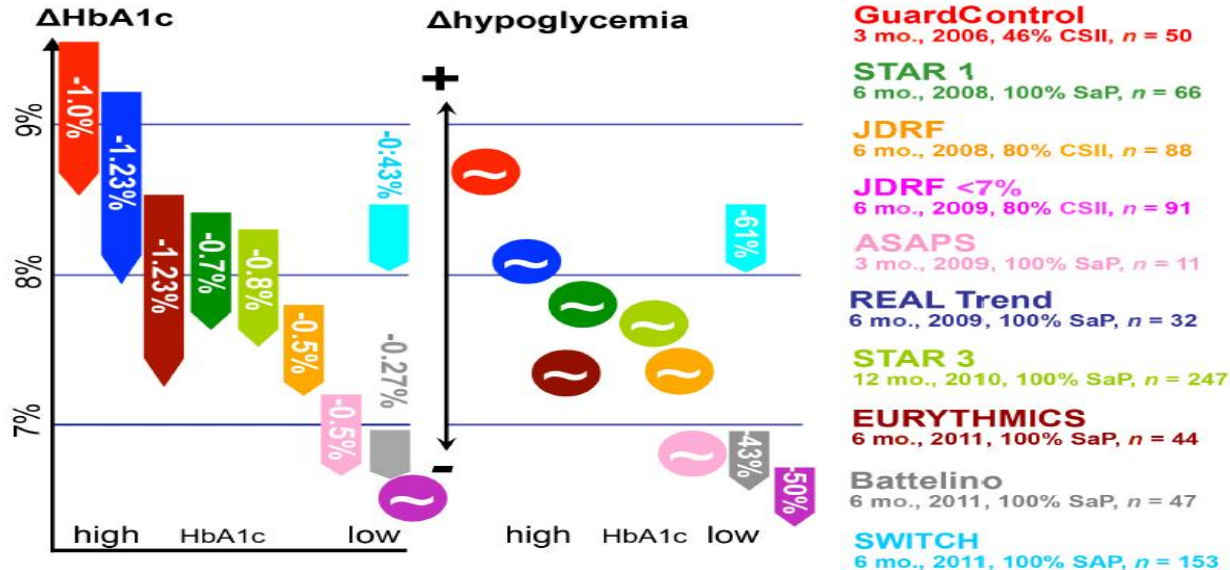 ΔHbA1c
Δhypoglycemia
+
-
9%
8%
7%
-1.0%
-1.23%
-1.23%
-0.7%
-0.8%
-0.5%
-0.5%
-0:43%
-0.27%
~
high HbA1c low
~
~
~
~
~
~
~
-61%
-43%
-50%
high HbA1c low
GuardControl
3 mo., 2006, 46% CSII, n = 50
STAR 1
6 mo., 2008, 100% SaP, n = 66
JDRF
6 mo., 2008, 80% CSII, n = 88
JDRF <7%
6 mo., 2009, 80% CSII, n = 91
ASAPS
3 mo., 2009, 100% SaP, n = 11
REAL Trend
6 mo., 2009, 100% SaP, n = 32
STAR 3
12 mo., 2010, 100% SaP, n = 247
EURYTHMICS
6 mo., 2011, 100% SaP, n = 44
Battelino
6 mo., 2011, 100% SaP, n = 47
SWITCH
6 mo., 2011, 100% SAP, n = 153